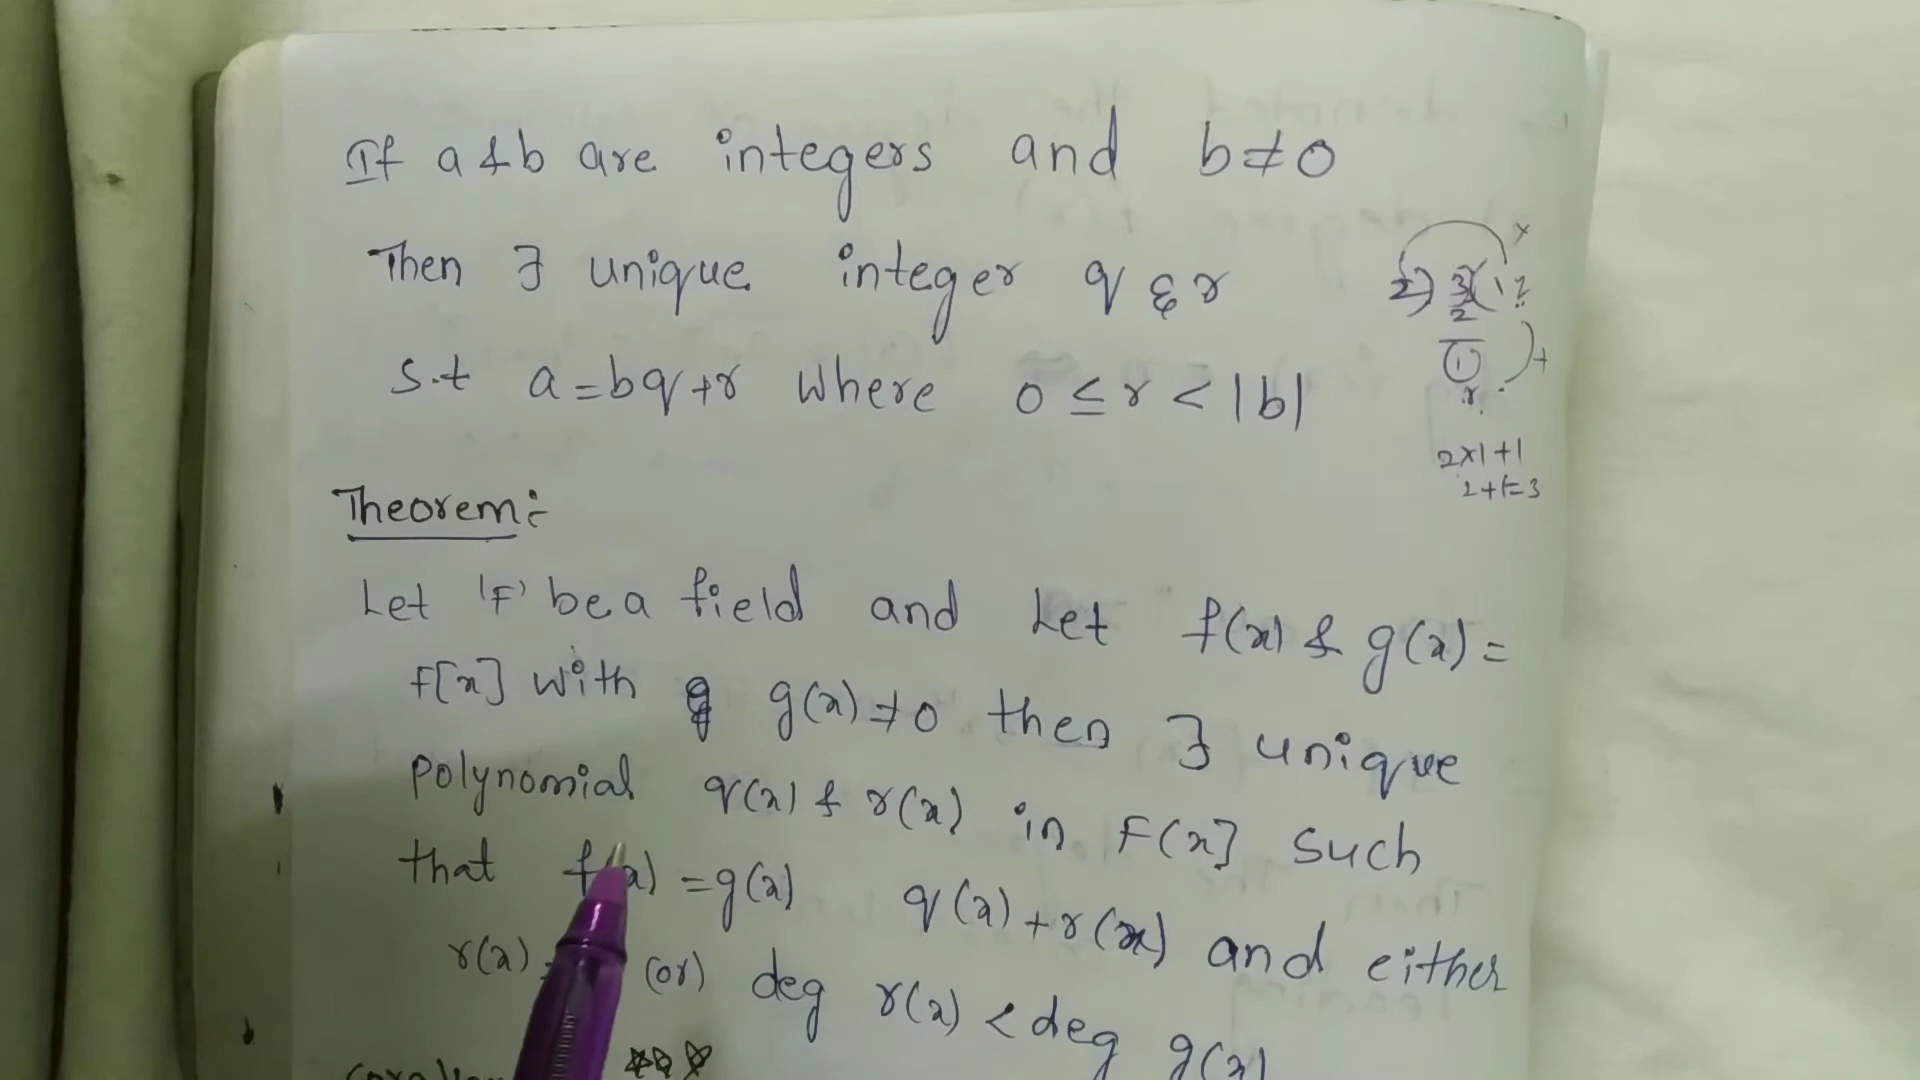 If a & b are integers and b≠0
Then ∃ unique integer q & r
s.t a=bq+r where 0 ≤ r < |b|
2) 3 ( 1
2
1
r
2×1+1
2+1=3
Theorem:-
Let 'F' be a field and Let f(x) & g(x) =
F[x] with g(x)≠0 then ∃ unique
polynomial q(x) & r(x) in F(x] such
that f(x) = g(x) q(x) + r(x) and either
r(x) (or) deg r(x) < deg g(x)